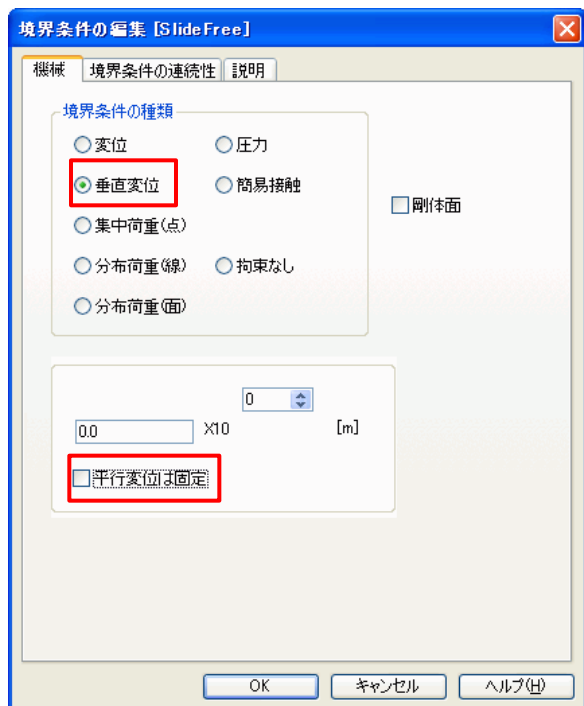 境界条件の編集 [SlideFree]
機械 境界条件の連続性 説明
境界条件の種類
変位 圧力
垂直変位 簡易接触
剛体面
集中荷重(点)
分布荷重(線) 拘束なし
分布荷重(面)
0
0.0 X10 [m]
平行変位は固定
OK キャンセル ヘルプ(H)